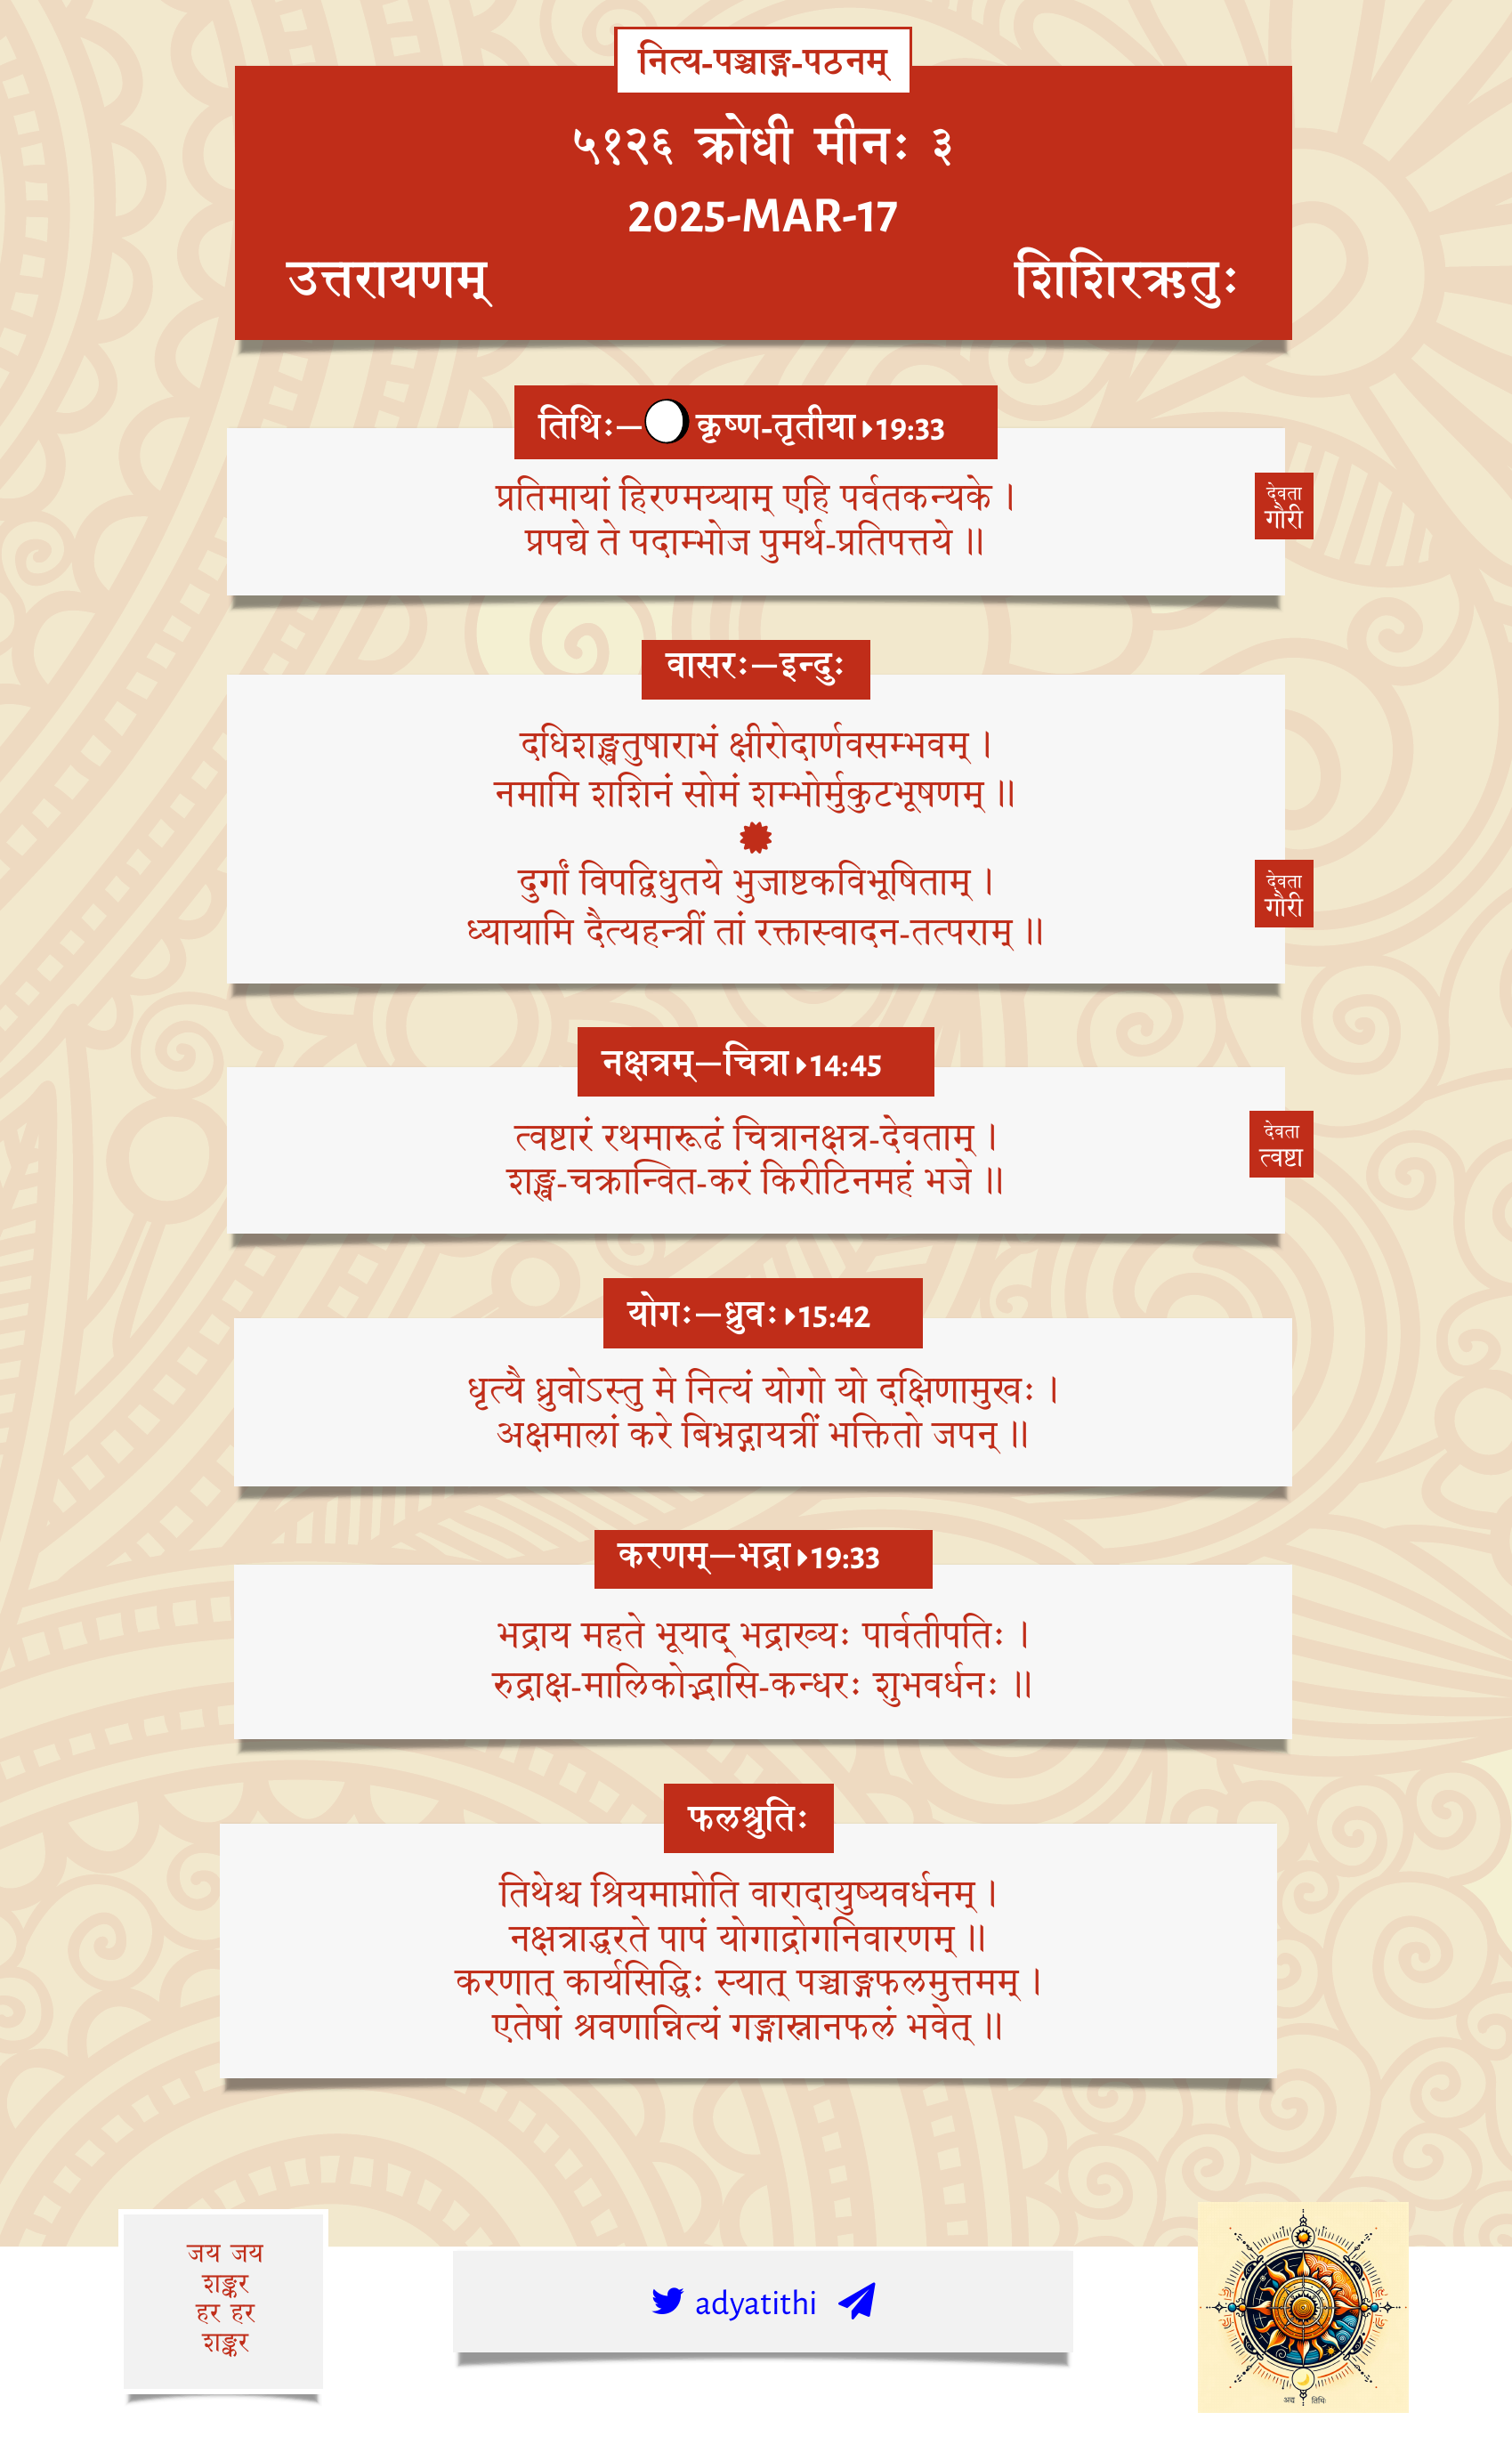 नित्य-पञ्चाङ्ग-पठनम्
५१२६ क्रोधी मीनः ३
2025-MAR-17
उत्तरायणम् शिशिरऋतुः
तिथिः—कृष्ण-तृतीया 19:33
प्रतिमायां हिरण्मय्याम् एहि पर्वतकन्यके ।
प्रपद्ये ते पदाम्भोज पुमर्थ-प्रतिपत्तये ॥
देवता
गौरी
वासरः—इन्दुः
दधिशङ्खतुषाराभं क्षीरोदार्णवसम्भवम् ।
नमामि शशिनं सोमं शम्भोर्मुकुटभूषणम् ॥
दुर्गां विपद्विधुतये भुजाष्टकविभूषिताम् ।
ध्यायामि दैत्यहन्त्रीं तां रक्तास्वादन-तत्पराम् ॥
देवता
गौरी
नक्षत्रम्—चित्रा 14:45
त्वष्टारं रथमारूढं चित्रानक्षत्र-देवताम् ।
शङ्ख-चक्रान्वित-करं किरीटिनमहं भजे ॥
देवता
त्वष्टा
योगः—ध्रुवः 15:42
धृत्यै ध्रुवोऽस्तु मे नित्यं योगो यो दक्षिणामुखः ।
अक्षमालां करे बिभ्रद्गायत्रीं भक्तितो जपन् ॥
करणम्—भद्रा 19:33
भद्राय महते भूयाद् भद्राख्यः पार्वतीपतिः ।
रुद्राक्ष-मालिकोद्भासि-कन्धरः शुभवर्धनः ॥
फलश्रुतिः
तिथेश्च श्रियमाप्नोति वारादायुष्यवर्धनम् ।
नक्षत्राद्धरते पापं योगाद्रोगनिवारणम् ॥
करणात् कार्यसिद्धिः स्यात् पञ्चाङ्गफलमुत्तमम् ।
एतेषां श्रवणान्नित्यं गङ्गास्नानफलं भवेत् ॥
जय जय
शङ्कर
हर हर
शङ्कर
adyatithi
अद्य तिथिः